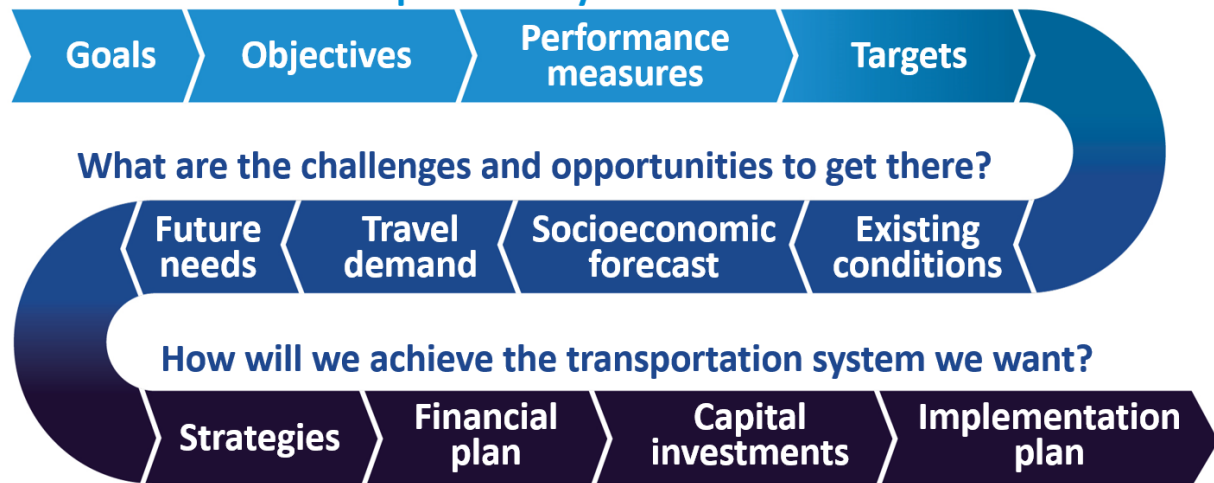 Goals
Objectives
Performance
measures
Targets
What are the challenges and opportunities to get there?
Future
needs
Travel
demand
Socioeconomic
forecast
Existing
conditions
How will we achieve the transportation system we want?
Strategies
Financial
plan
Capital
investments
Implementation
plan